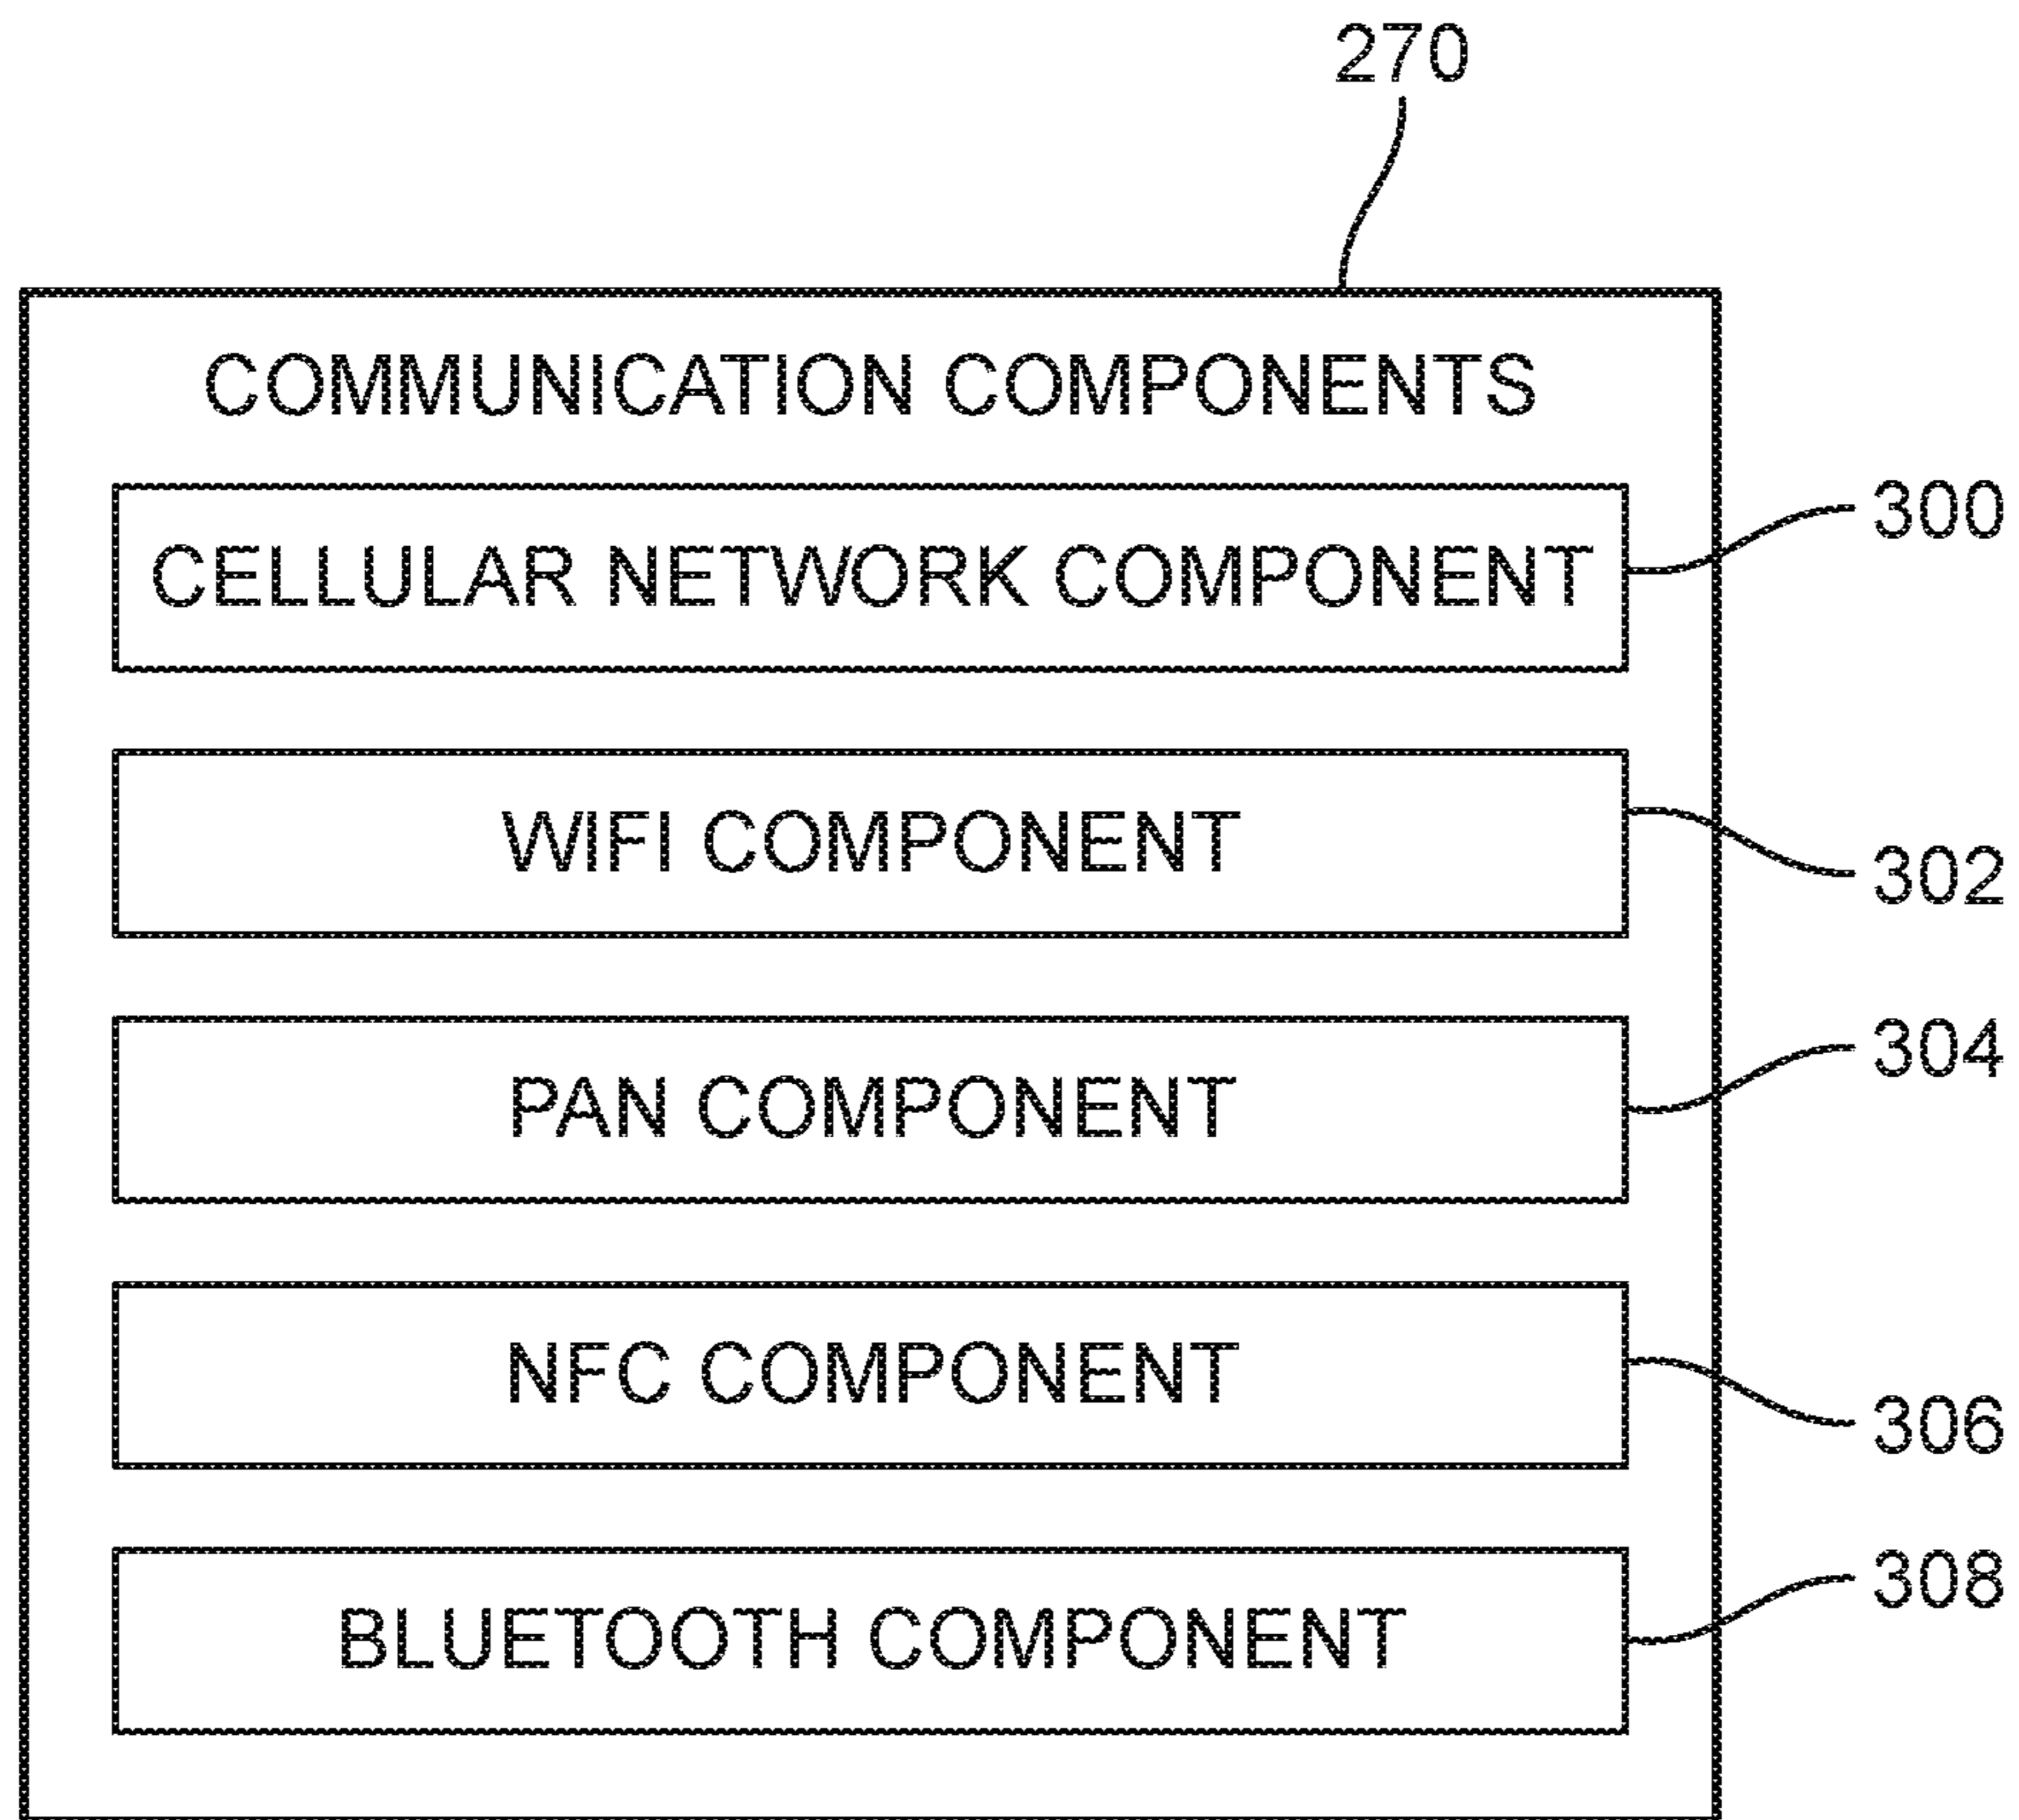 270
COMMUNICATION COMPONENTS
300
CELLULAR NETWORK COMPONENT
WIFI COMPONENT
302
304
PAN COMPONENT
NFC COMPONENT
306
308
BLUETOOTH COMPONENT